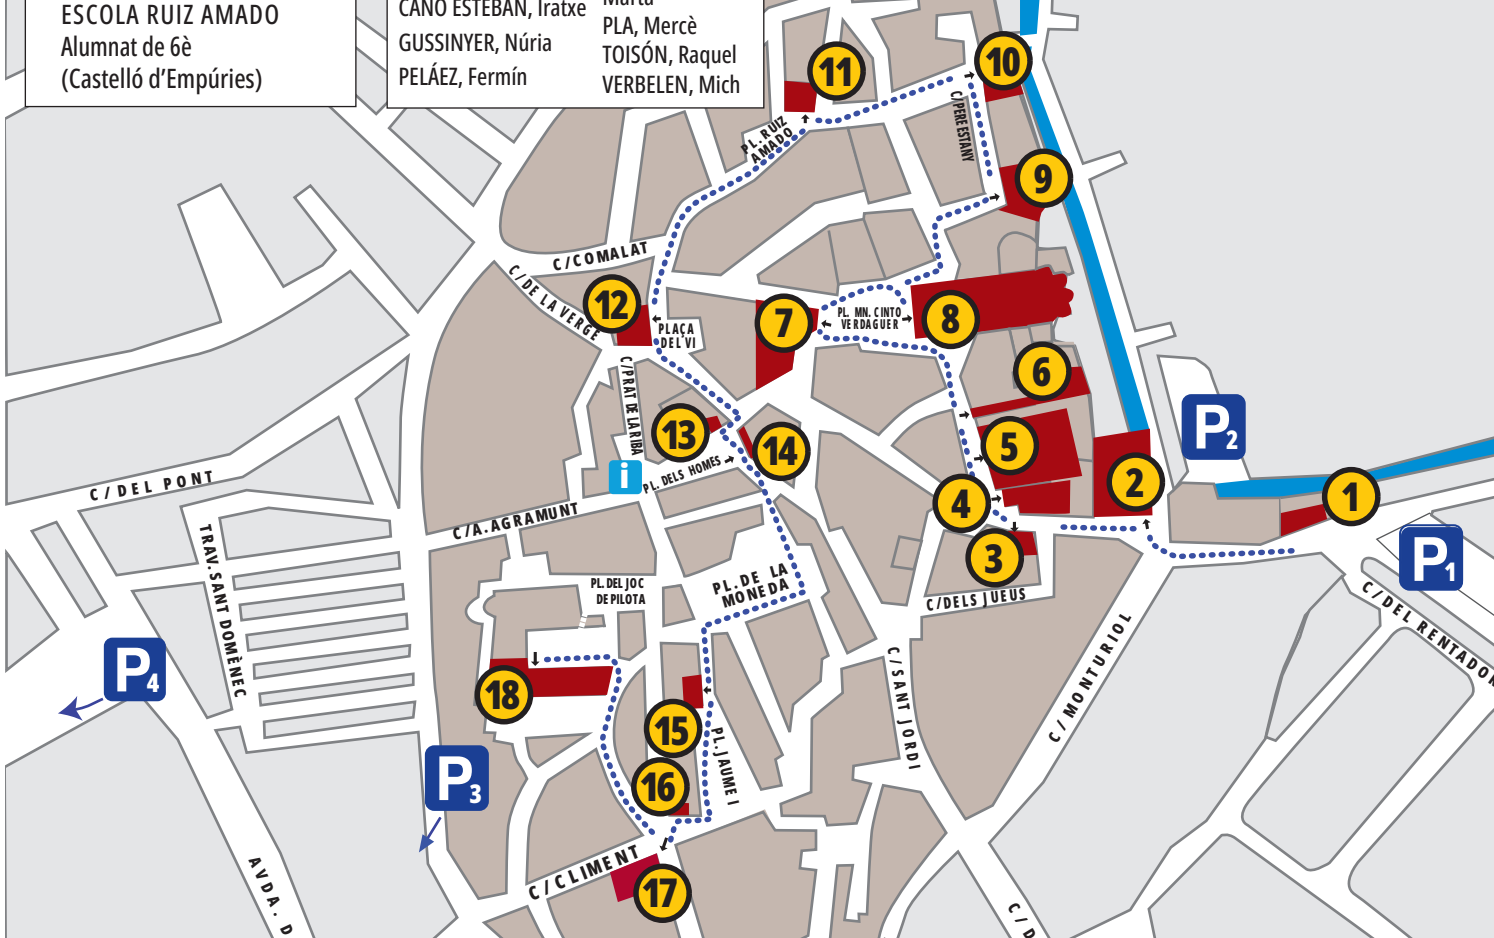 ESCOLA RUIZ AMADO
Alumnat de 6è
(Castelló d'Empúries)
CANO ESTEBAN, Iratxe
GUSSINYER, Núria
PELÁEZ, Fermín
Marta
PLA, Mercè
TOISÓN, Raquel
VERBELEN, Mich
11
10
PL. RUIZ
AMADO
C/PERE ESTANY
9
C/COMALAT
C/DE LA VERGE
12
PLAÇA
DEL VI
7
PL. MN. CINTO
VERDAGUER
8
C/PRAT DE LA RIBA
6
13
14
5
P2
2
1
i
PL. DELS HOMES
4
C/DEL PONT
C/A. AGRAMUNT
3
P1
TRAV. SANT DOMÈNEC
PL. DEL JOC
DE PILOTA
PL. DE LA
MONEDA
C/DELS JUEUS
C/DEL RENTADOR
P4
18
C/SANT JORDI
C/MONTURIOL
15
PL. JAUME I
P3
16
C/CLIMENT
17
AVDA. D
C/D